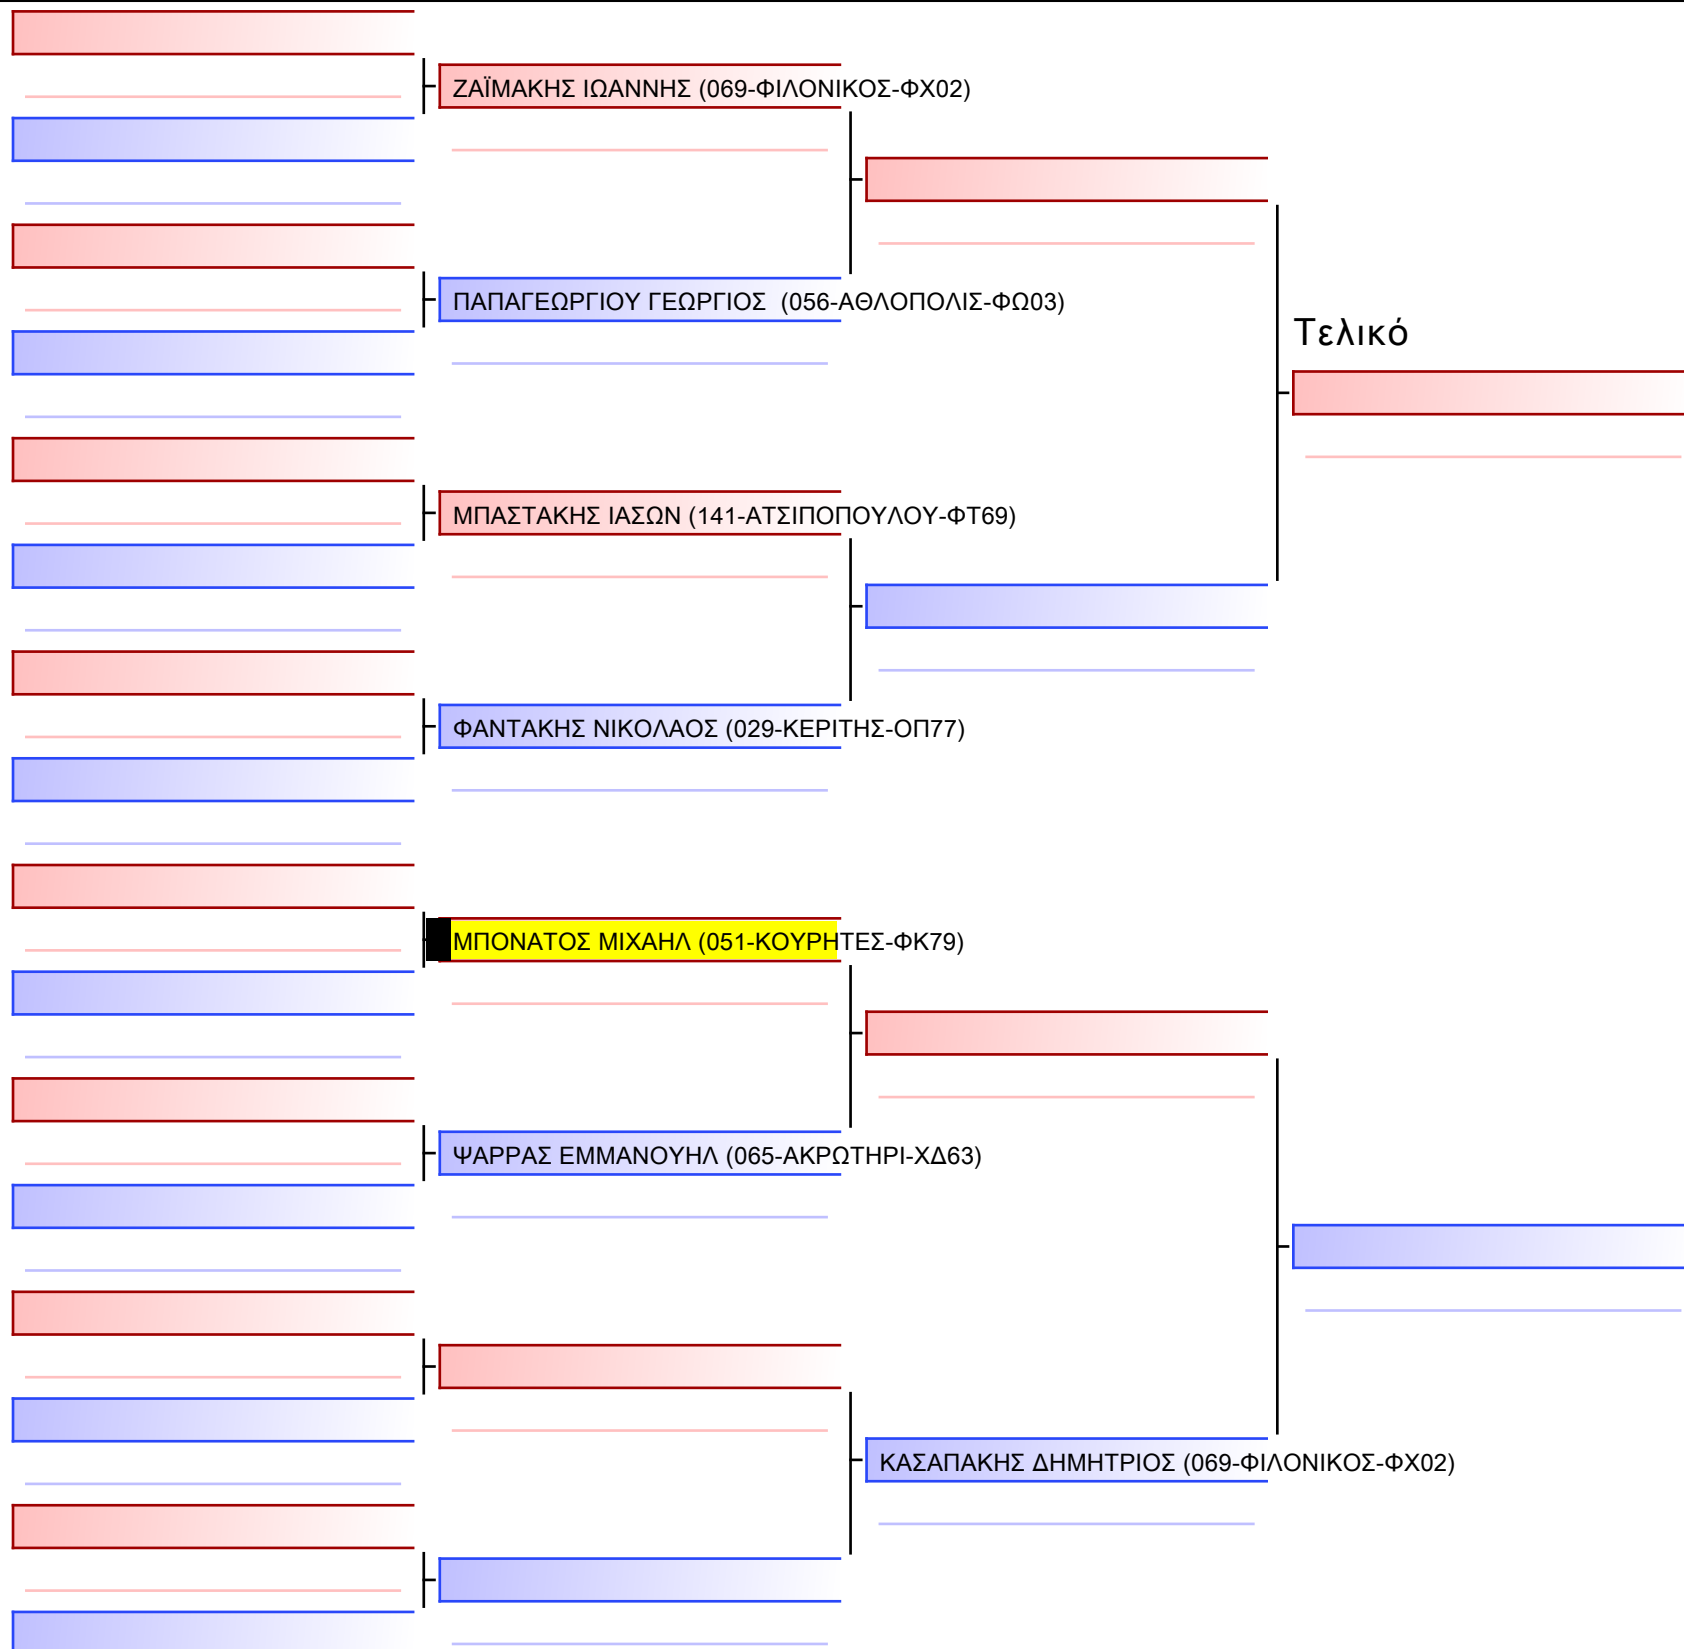 ΖΑΪΜΑΚΗΣ ΙΩΑΝΝΗΣ (069-ΦΙΛΟΝΙΚΟΣ-ΦΧ02)
ΠΑΠΑΓΕΩΡΓΙΟΥ ΓΕΩΡΓΙΟΣ (056-ΑΘΛΟΠΟΛΙΣ-ΦΩ03)
Τελικό
ΜΠΑΣΤΑΚΗΣ ΙΑΣΩΝ (141-ΑΤΣΙΠΟΠΟΥΛΟΥ-ΦΤ69)
ΦΑΝΤΑΚΗΣ ΝΙΚΟΛΑΟΣ (029-ΚΕΡΙΤΗΣ-ΟΠ77)
ΜΠΟΝΑΤΟΣ ΜΙΧΑΗΛ (051-ΚΟΥΡΗΤΕΣ-ΦΚ79)
ΨΑΡΡΑΣ ΕΜΜΑΝΟΥΗΛ (065-ΑΚΡΩΤΗΡΙ-ΧΔ63)
ΚΑΣΑΠΑΚΗΣ ΔΗΜΗΤΡΙΟΣ (069-ΦΙΛΟΝΙΚΟΣ-ΦΧ02)